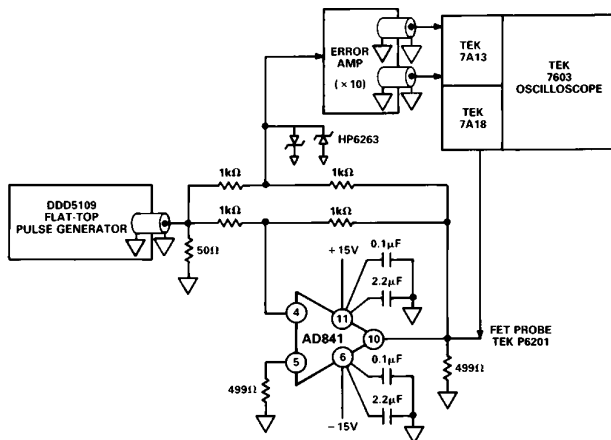 ERROR
AMP
(×10)
TEK
7A13
TEK
7603
OSCILLOSCOPE
TEK
7A18
HP6263
1kΩ
1kΩ
DDD5109
FLAT-TOP
PULSE GENERATOR
1kΩ
1kΩ
50Ω
+15V
0.1µF
2.2µF
4
11
AD841
10
5
6
FET PROBE
TEK P6201
499Ω
0.1µF
499Ω
2.2µF
−15V